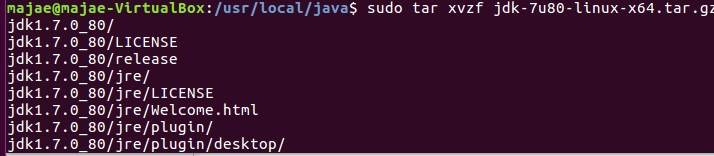 majae@majae-VirtualBox:/usr/local/java$ sudo tar xvzf jdk-7u80-linux-x64.tar.gz
jdk1.7.0_80/
jdk1.7.0_80/LICENSE
jdk1.7.0_80/release
jdk1.7.0_80/jre/
jdk1.7.0_80/jre/LICENSE
jdk1.7.0_80/jre/Welcome.html
jdk1.7.0_80/jre/plugin/
jdk1.7.0_80/jre/plugin/desktop/